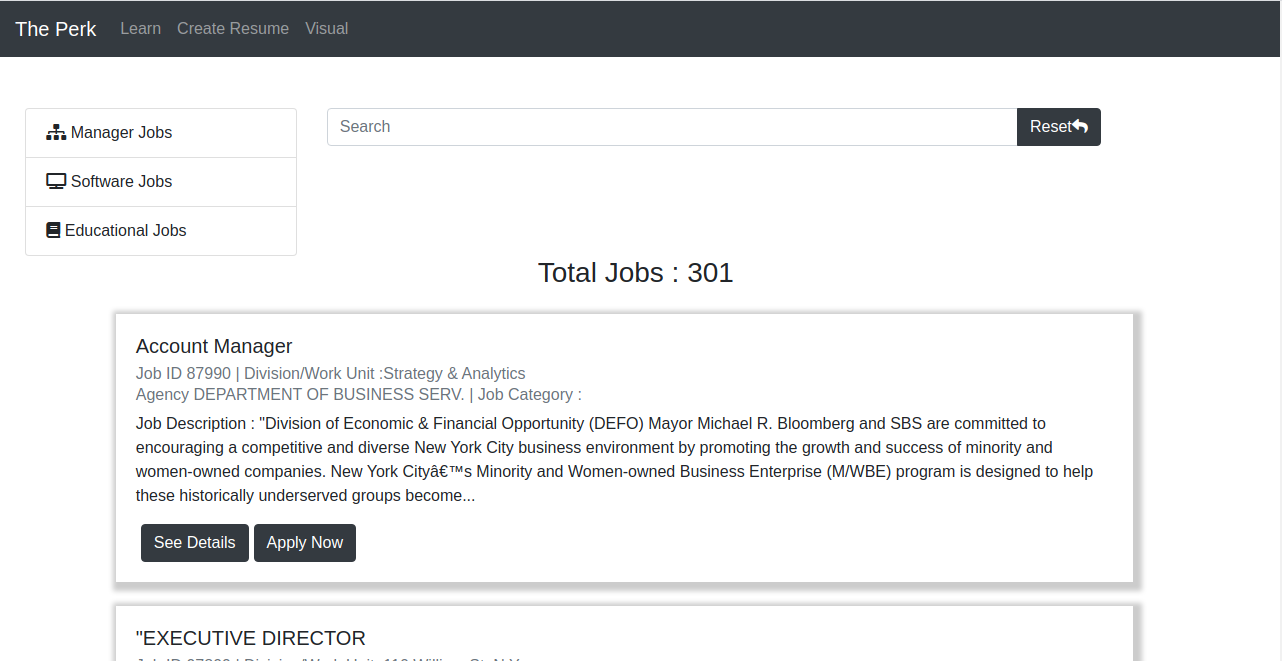 The Perk Learn Create Resume Visual
Manager Jobs
Software Jobs
Educational Jobs
Search Reset
Total Jobs : 301
Account Manager
Job ID 87990 | Division/Work Unit :Strategy & Analytics
Agency DEPARTMENT OF BUSINESS SERV. | Job Category :
Job Description : "Division of Economic & Financial Opportunity (DEFO) Mayor Michael R. Bloomberg and SBS are committed to
encouraging a competitive and diverse New York City business environment by promoting the growth and success of minority and
women-owned companies. New York Cityâ€™s Minority and Women-owned Business Enterprise (M/WBE) program is designed to help
these historically underserved groups become...
See Details Apply Now
"EXECUTIVE DIRECTOR